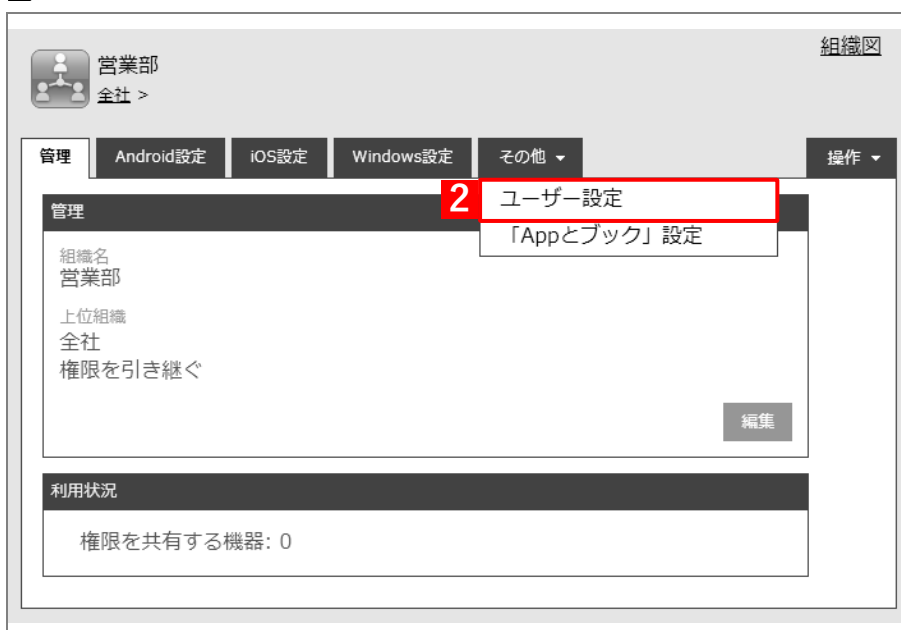 組織図
営業部
全社 >
管理 Android設定 iOS設定 Windows設定 その他 ▼ 操作 ▼
管理
2 ユーザー設定
「Appとブック」設定
組織名
営業部
上位組織
全社
権限を引き継ぐ
編集
利用状況
権限を共有する機器: 0